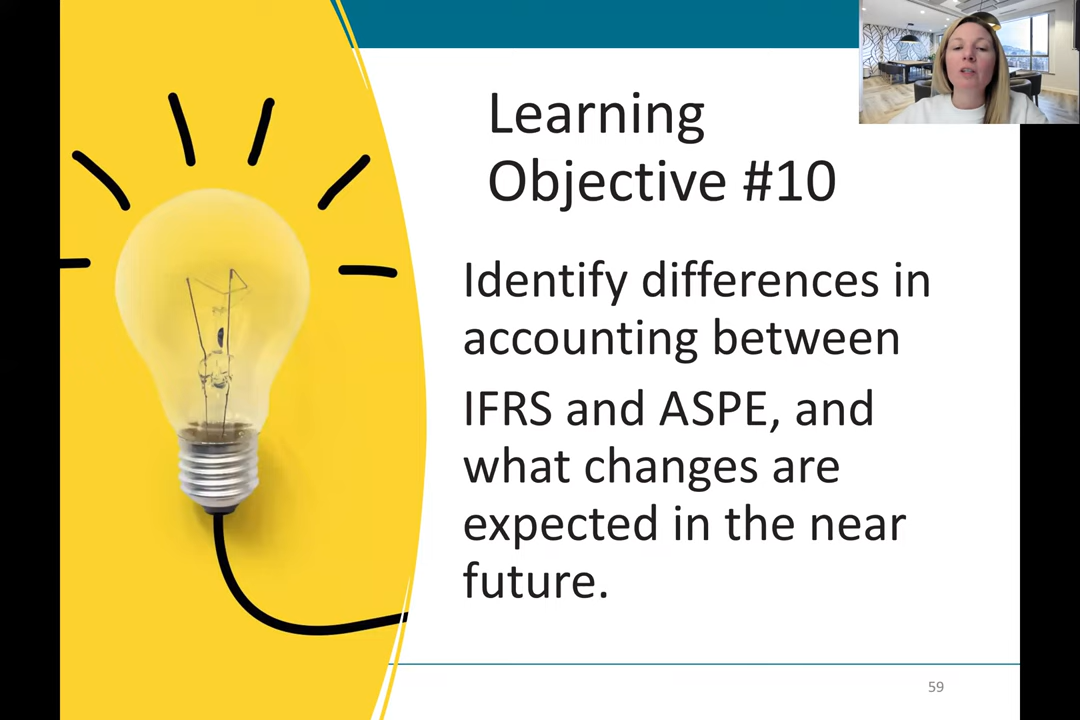 Learning
Objective #10
Identify differences in
accounting between
IFRS and ASPE, and
what changes are
expected in the near
future.
59